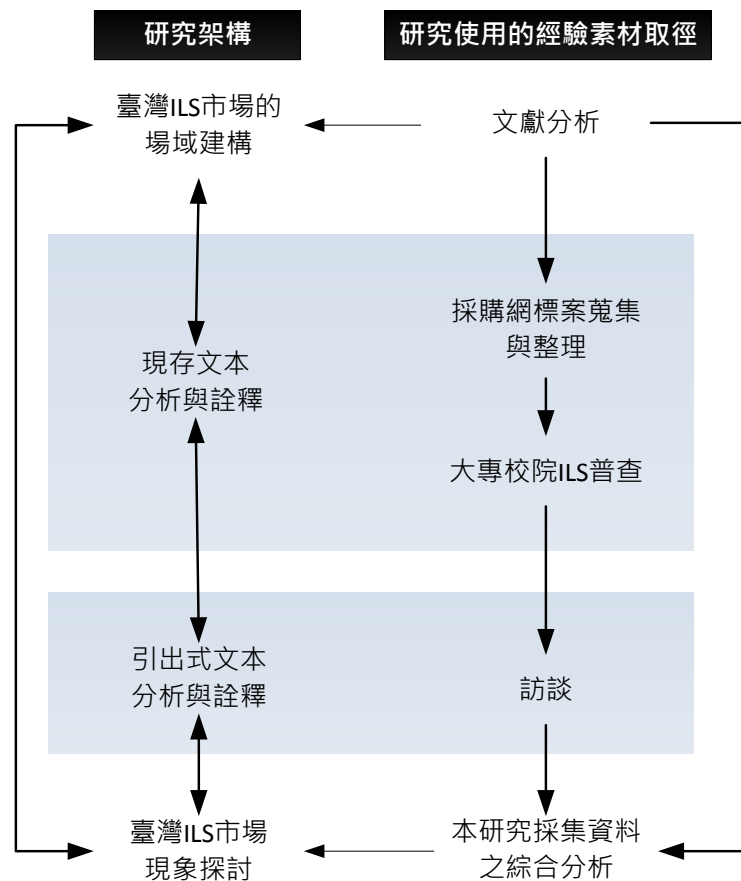 研究架構
研究使用的經驗素材取徑
臺灣ILS市場的
場域建構
文獻分析
採購網標案蒐集
與整理
現存文本
分析與詮釋
大專校院ILS普查
引出式文本
分析與詮釋
訪談
臺灣ILS市場
現象探討
本研究採集資料
之綜合分析